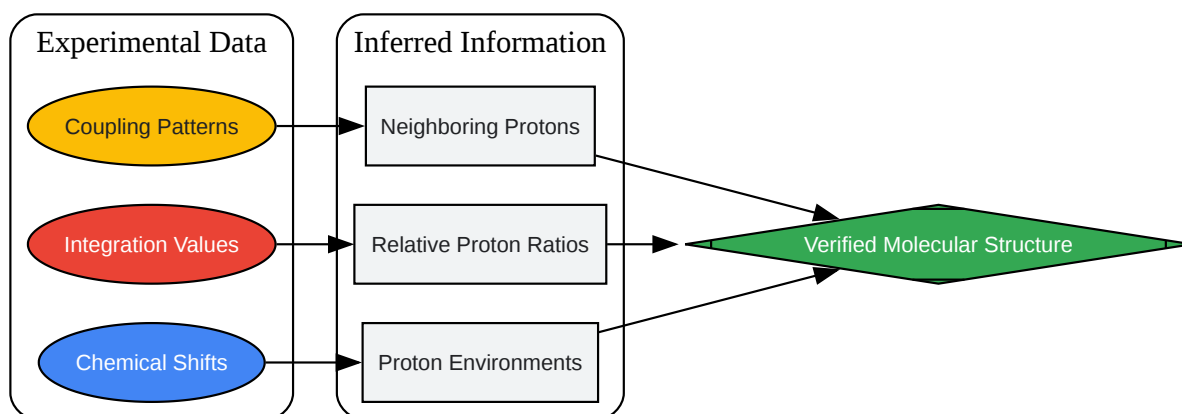 Experimental Data
Inferred Information
Coupling Patterns
Neighboring Protons
Integration Values
Relative Proton Ratios
Verified Molecular Structure
Chemical Shifts
Proton Environments